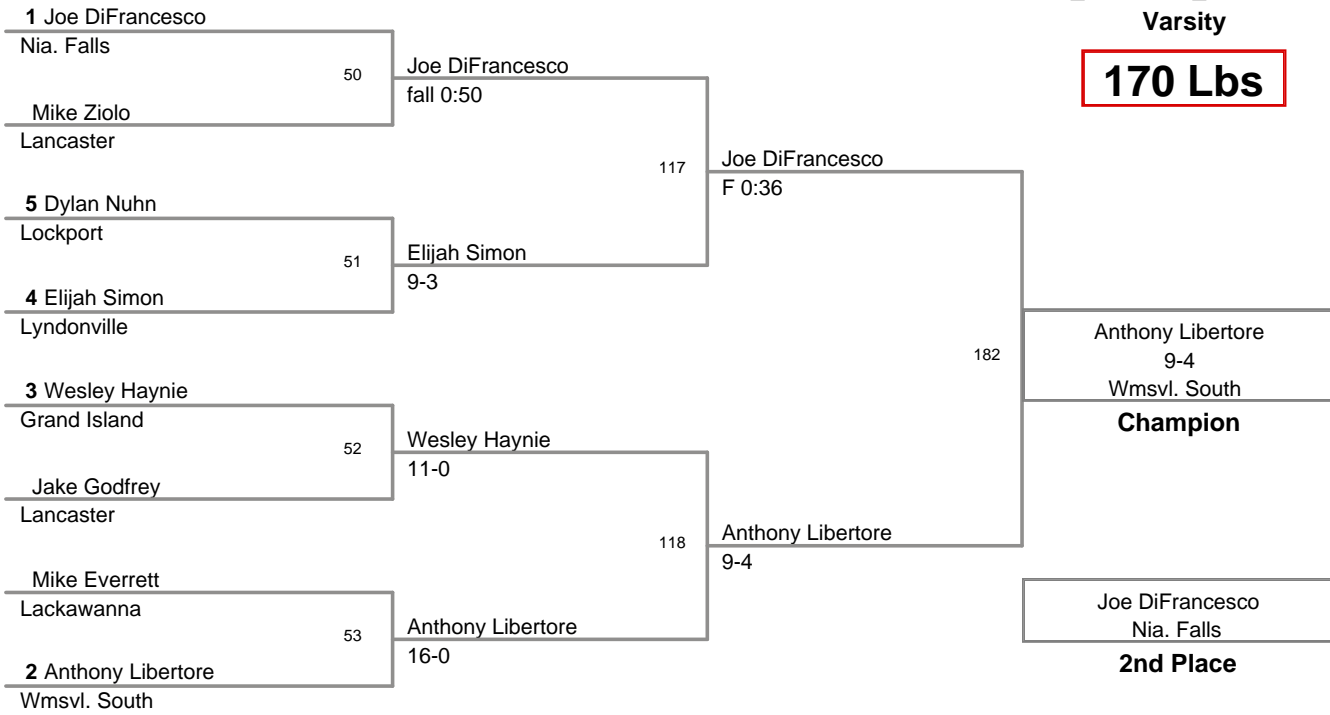 1 Joe DiFrancesco
Nia. Falls
50
Mike Ziolo
Lancaster
Joe DiFrancesco
fall 0:50
5 Dylan Nuhn
Lockport
51
4 Elijah Simon
Lyndonville
Elijah Simon
9-3
117
Joe DiFrancesco
F 0:36
3 Wesley Haynie
Grand Island
52
Jake Godfrey
Lancaster
Wesley Haynie
11-0
Mike Everrett
Lackawanna
53
2 Anthony Libertore
Wmsvl. South
Anthony Libertore
16-0
118
Anthony Libertore
9-4
182
Varsity
170 Lbs
Anthony Libertore
9-4
Wmsvl. South
Champion
Joe DiFrancesco
Nia. Falls
2nd Place